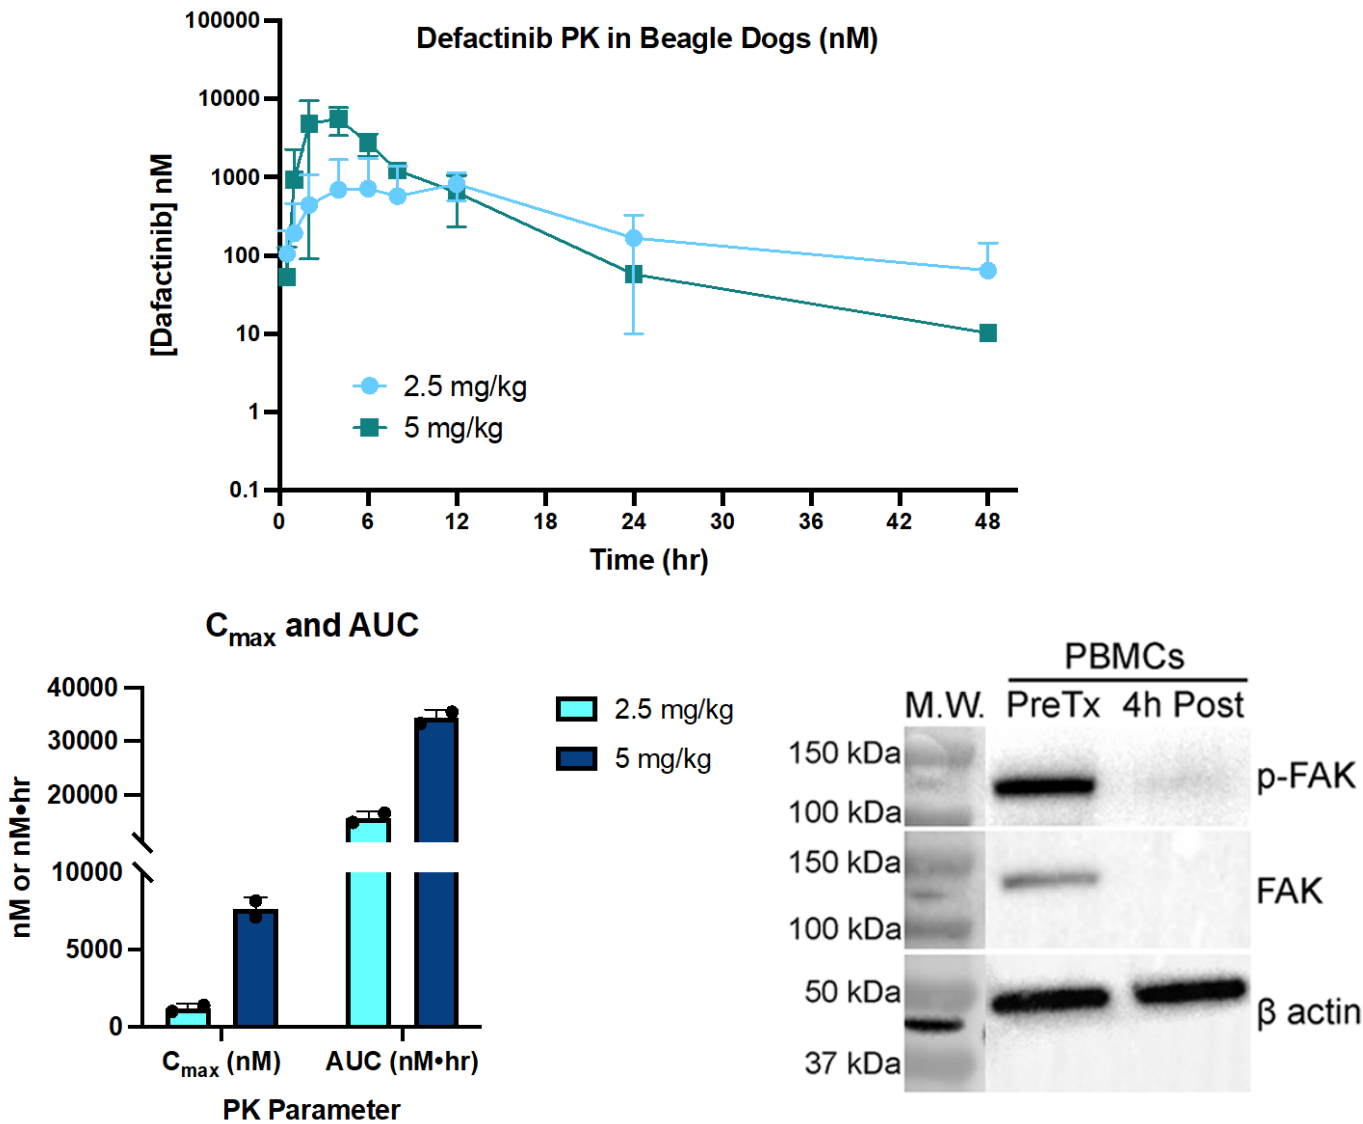 Defactinib PK in Beagle Dogs (nM)
100000
10000
1000
100
10
1
0.1
[Dafactinib] nM
2.5 mg/kg
5 mg/kg
0 6 12 18 24 30 36 42 48
Time (hr)
Cmax and AUC
40000
30000
20000
10000
5000
0
nM or nM•hr
2.5 mg/kg
5 mg/kg
Cmax (nM) AUC (nM•hr)
PK Parameter
PBMCs
M.W. PreTx 4h Post
150 kDa
p-FAK
100 kDa
150 kDa
FAK
100 kDa
50 kDa
β actin
37 kDa